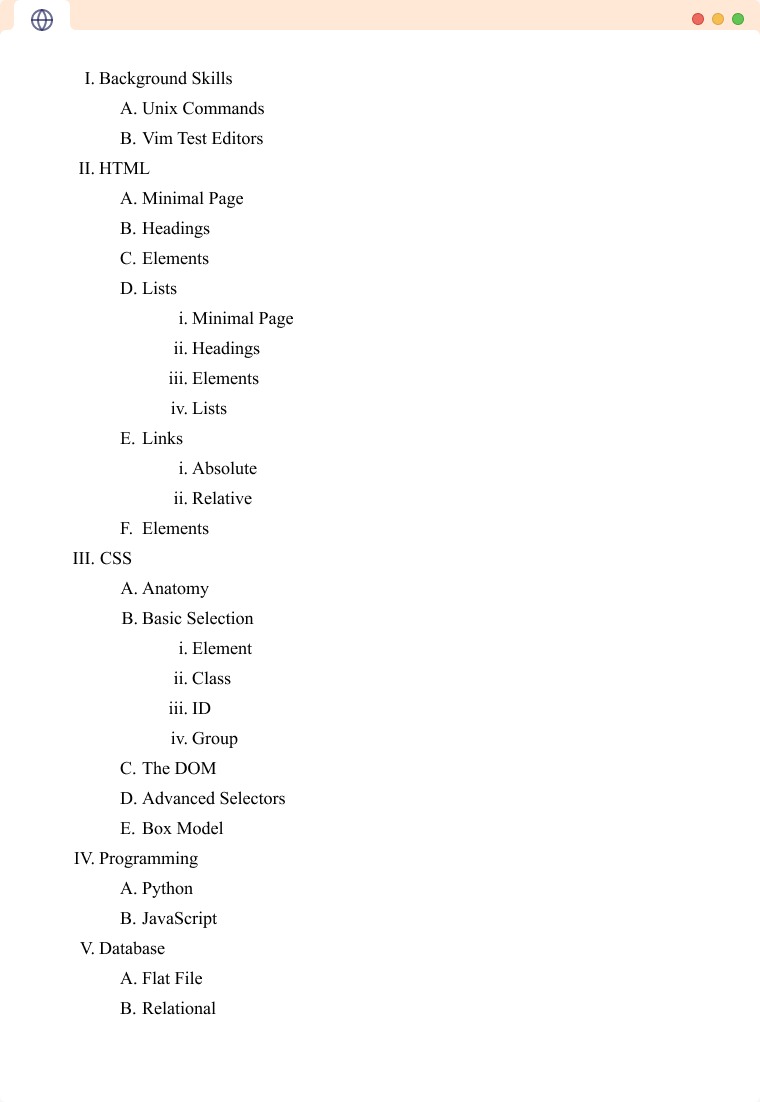 I. Background Skills
A. Unix Commands
B. Vim Test Editors
II. HTML
A. Minimal Page
B. Headings
C. Elements
D. Lists
i. Minimal Page
ii. Headings
iii. Elements
iv. Lists
E. Links
i. Absolute
ii. Relative
F. Elements
III. CSS
A. Anatomy
B. Basic Selection
i. Element
ii. Class
iii. ID
iv. Group
C. The DOM
D. Advanced Selectors
E. Box Model
IV. Programming
A. Python
B. JavaScript
V. Database
A. Flat File
B. Relational